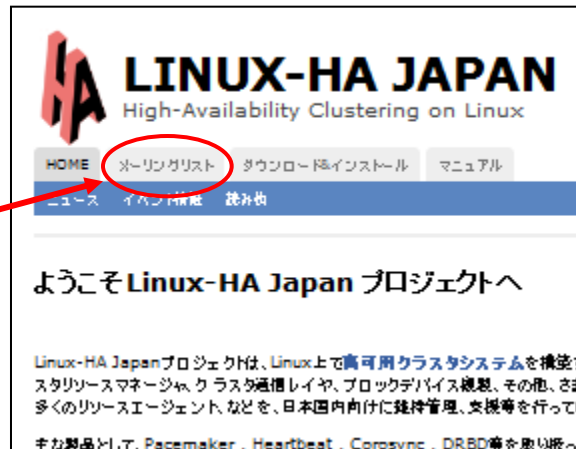 HA
LINUX-HA JAPAN
High-Availability Clustering on Linux
HOME メーリングリスト ダウンロード&インストール マニュアル
ニュース イベント情報 読み物
ようこそLinux-HA Japan プロジェクトへ
Linux-HA Japanプロジェクトは、Linux上で高可用クラスタシステムを構築
スタリソースマネージャ、クラスタ通信レイヤ、ブロックデバイス複製、その他、さま
多くのリソースエージェント、などを、日本国内向けに維持管理、支援等を行って
主な製品として、Pacemaker , Heartbeat , Corosync , DRBD等を取り扱っ